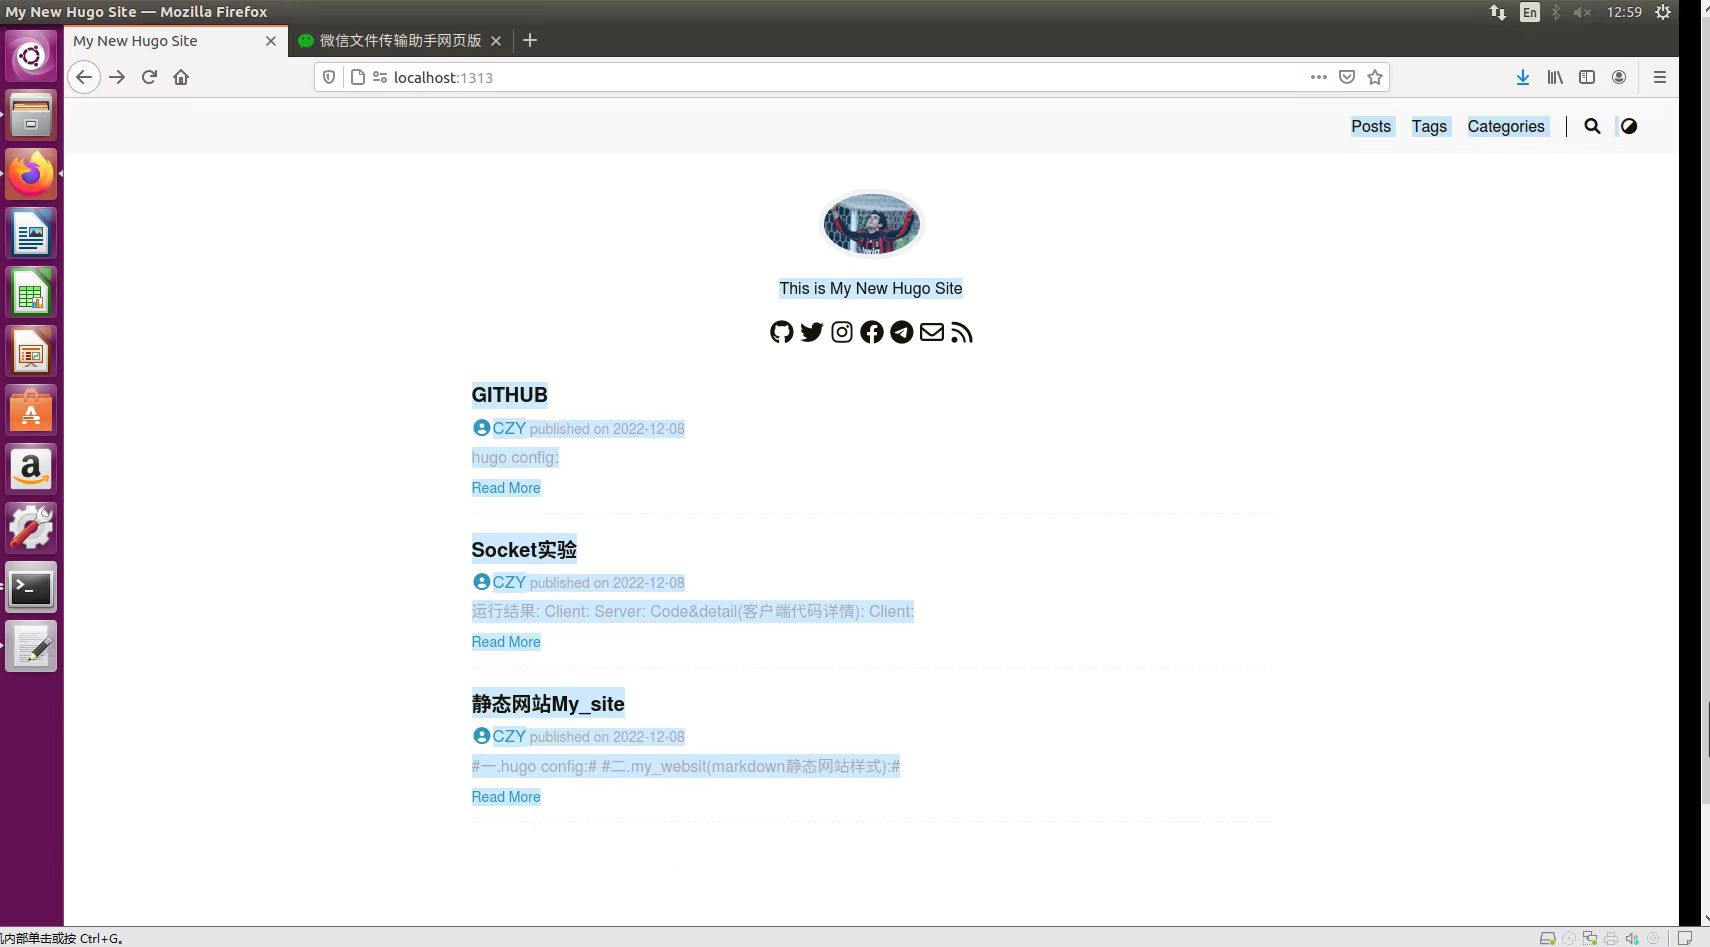 My New Hugo Site — Mozilla Firefox
En
12:59
My New Hugo Site
微信文件传输助手网页版
localhost:1313
Posts
Tags
Categories
This is My New Hugo Site
GITHUB
CZY published on 2022-12-08
hugo config:
Read More
Socket实验
CZY published on 2022-12-08
运行结果: Client: Server: Code&detail(客户端代码详情): Client:
Read More
静态网站My_site
CZY published on 2022-12-08
#一.hugo config:# #二.my_websit(markdown静态网站样式):#
Read More
内部单击或按 Ctrl+G。